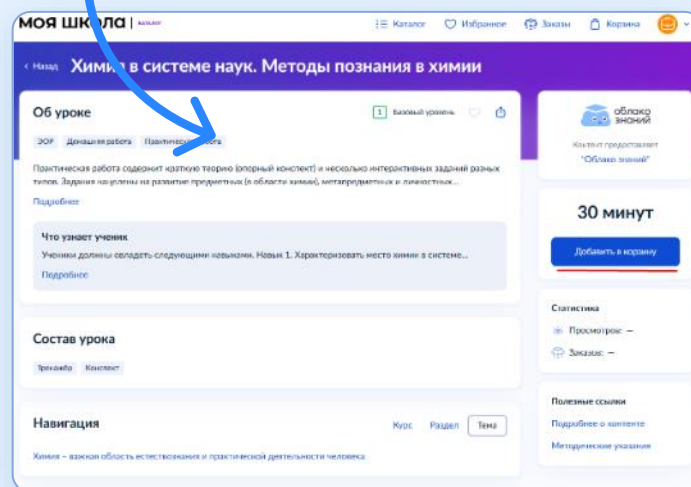 МОЯ ШКОЛА | КАТАЛОГ
Каталог Избранное Заказы Корзина
‹ Назад Химия в системе наук. Методы познания в химии
Об уроке
1 Базовый уровень
ЭОР Домашняя работа Практическая работа
Практическая работа содержит краткую теорию (опорный конспект) и несколько интерактивных заданий разных
типов. Задания нацелены на развитие предметных (в области химии), метапредметных и личностных...
Подробнее
Что узнает ученик
Ученики должны овладеть следующими навыками. Навык 1. Характеризовать место химии в системе...
Подробнее
Состав урока
Тренажёр Конспект
Навигация
Курс Раздел Тема
Химия – важная область естествознания и практической деятельности человека
облако
знаний
Контент предоставляет
"Облако знаний"
30 минут
Добавить в корзину
Статистика
Просмотров: —
Заказов: —
Полезные ссылки
Подробнее о контенте
Методические указания